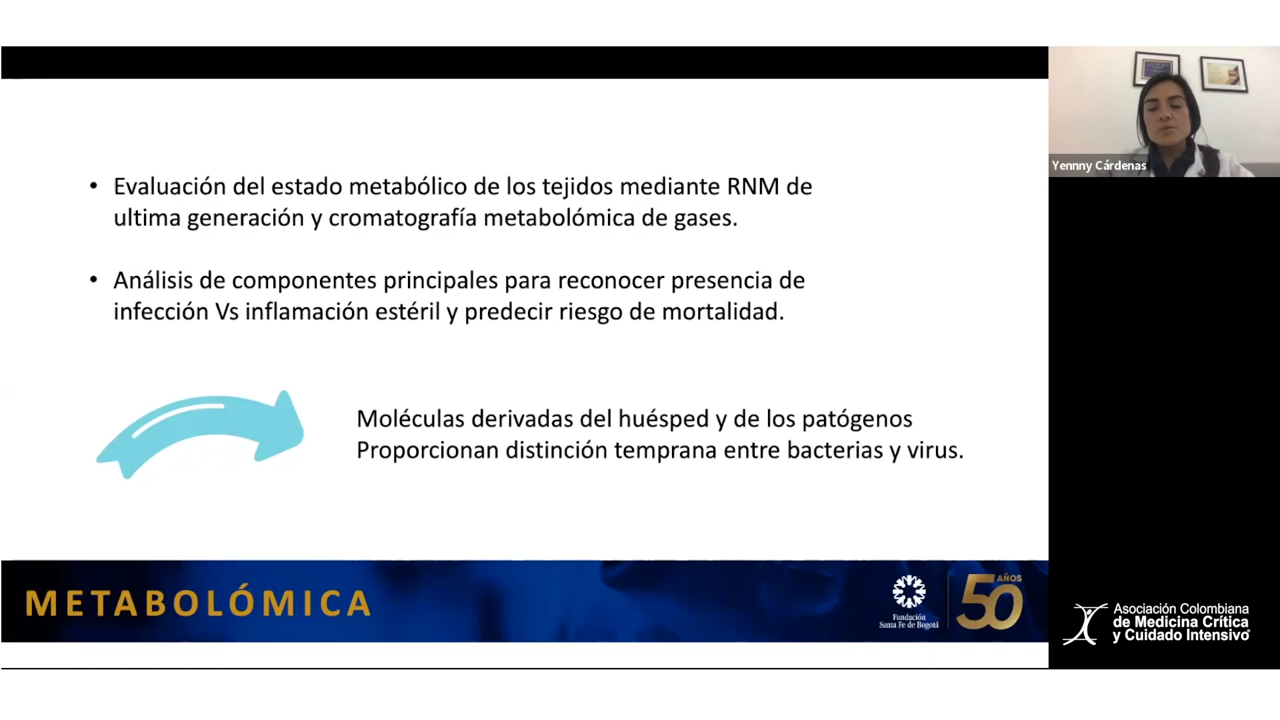 Evaluación del estado metabólico de los tejidos mediante RNM de
ultima generación y cromatografía metabolómica de gases.
Análisis de componentes principales para reconocer presencia de
infección Vs inflamación estéril y predecir riesgo de mortalidad.
Moléculas derivadas del huésped y de los patógenos
Proporcionan distinción temprana entre bacterias y virus.
METABOLÓMICA
Fundación
Santa Fe de Bogotá
50 AÑOS
Yennny Cárdenas
Asociación Colombiana
de Medicina Crítica
y Cuidado Intensivo